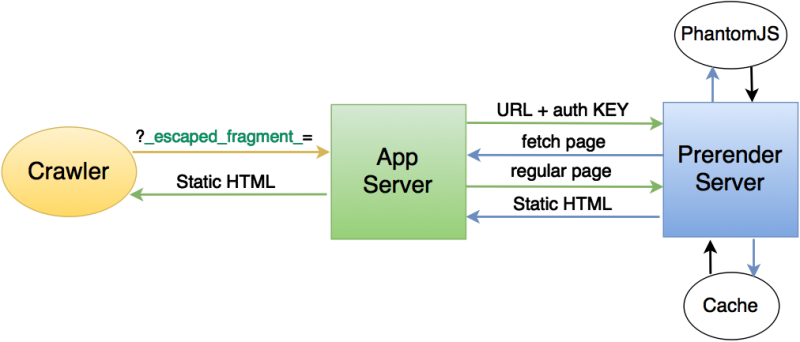 PhantomJS
URL + auth KEY
?_escaped_fragment_=
fetch page
Crawler
App
Server
Prerender
Server
Static HTML
regular page
Static HTML
Cache